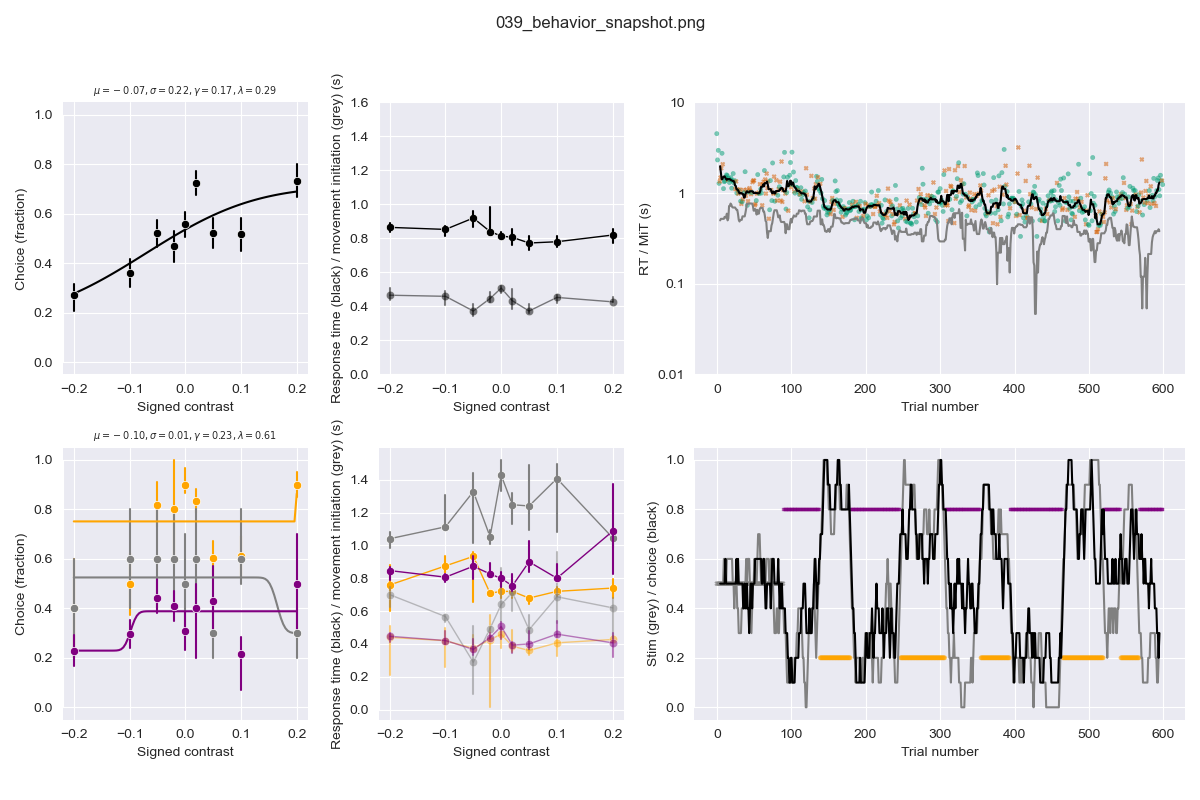 039_behavior_snapshot.png
μ = − 0.07, σ = 0.22, γ = 0.17, λ = 0.29
Choice (fraction)
1.0
0.8
0.6
0.4
0.2
0.0
−0.2 −0.1 0.0 0.1 0.2
Signed contrast
Response time (black) / movement initiation (grey) (s)
1.6
1.4
1.2
1.0
0.8
0.6
0.4
0.2
0.0
−0.2 −0.1 0.0 0.1 0.2
Signed contrast
RT / MiT (s)
10
1
0.1
0.01
0 100 200 300 400 500 600
Trial number
μ = − 0.10, σ = 0.01, γ = 0.23, λ = 0.61
Choice (fraction)
1.0
0.8
0.6
0.4
0.2
0.0
−0.2 −0.1 0.0 0.1 0.2
Signed contrast
Response time (black) / movement initiation (grey) (s)
1.4
1.2
1.0
0.8
0.6
0.4
0.2
0.0
−0.2 −0.1 0.0 0.1 0.2
Signed contrast
Stim (grey) / choice (black)
1.0
0.8
0.6
0.4
0.2
0.0
0 100 200 300 400 500 600
Trial number